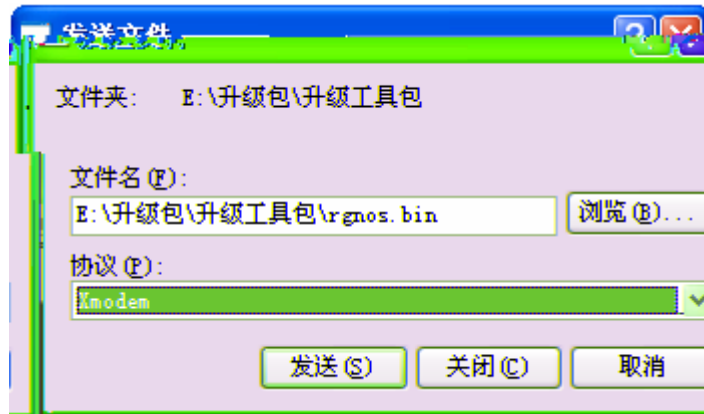 发送文件
文件夹: E:\升级包\升级工具包
文件名(F):
E:\升级包\升级工具包\rgnos.bin
浏览(B)...
协议(P):
Xmodem
发送(S)
关闭(C)
取消